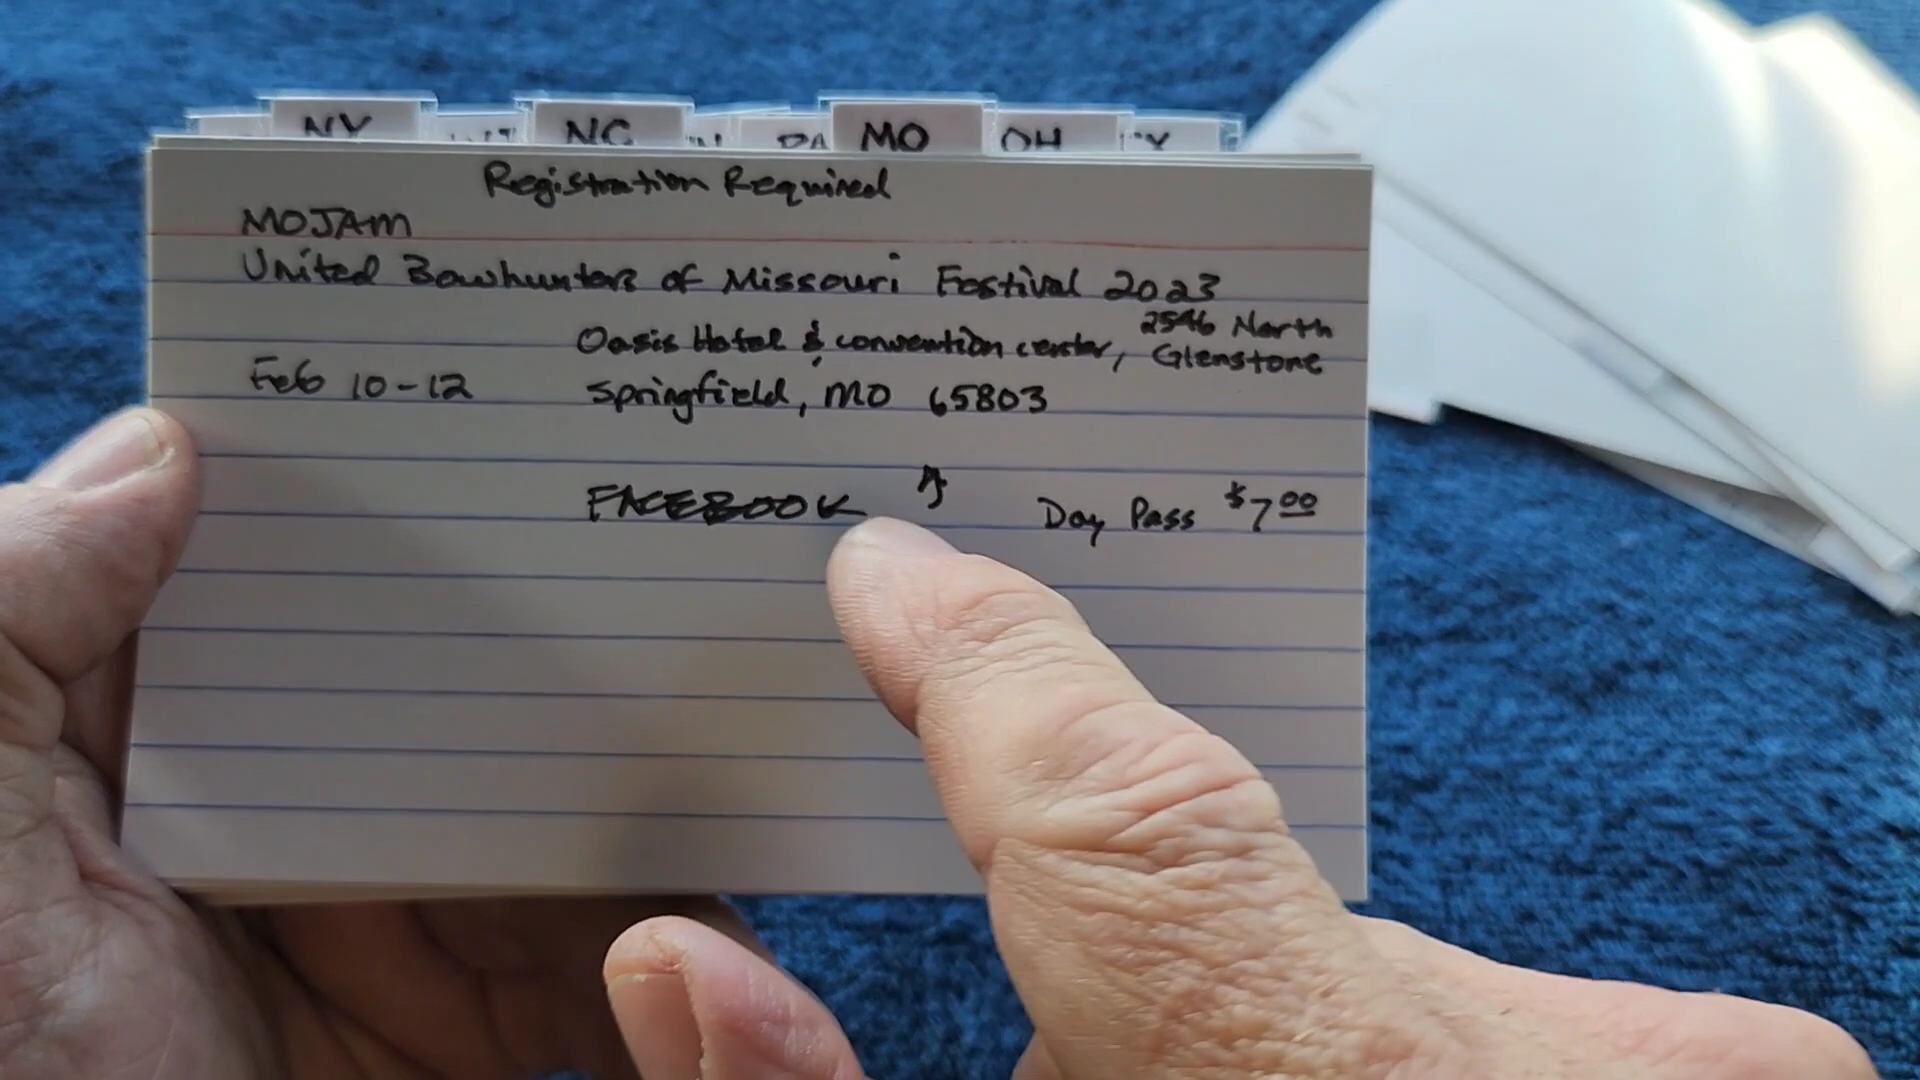 NY NC PA MO OH
Registration Required
MOJAM
United Bowhunters of Missouri Festival 2023
Oasis Hotel & convention center, 2546 North Glenstone
Feb 10-12 Springfield, MO 65803
FACEBOOK Day Pass $7.00